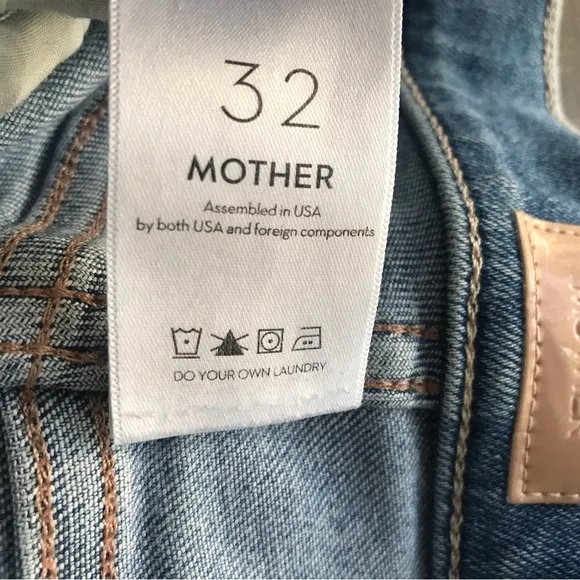 32
MOTHER
Assembled in USA
by both USA and foreign components
DO YOUR OWN LAUNDRY